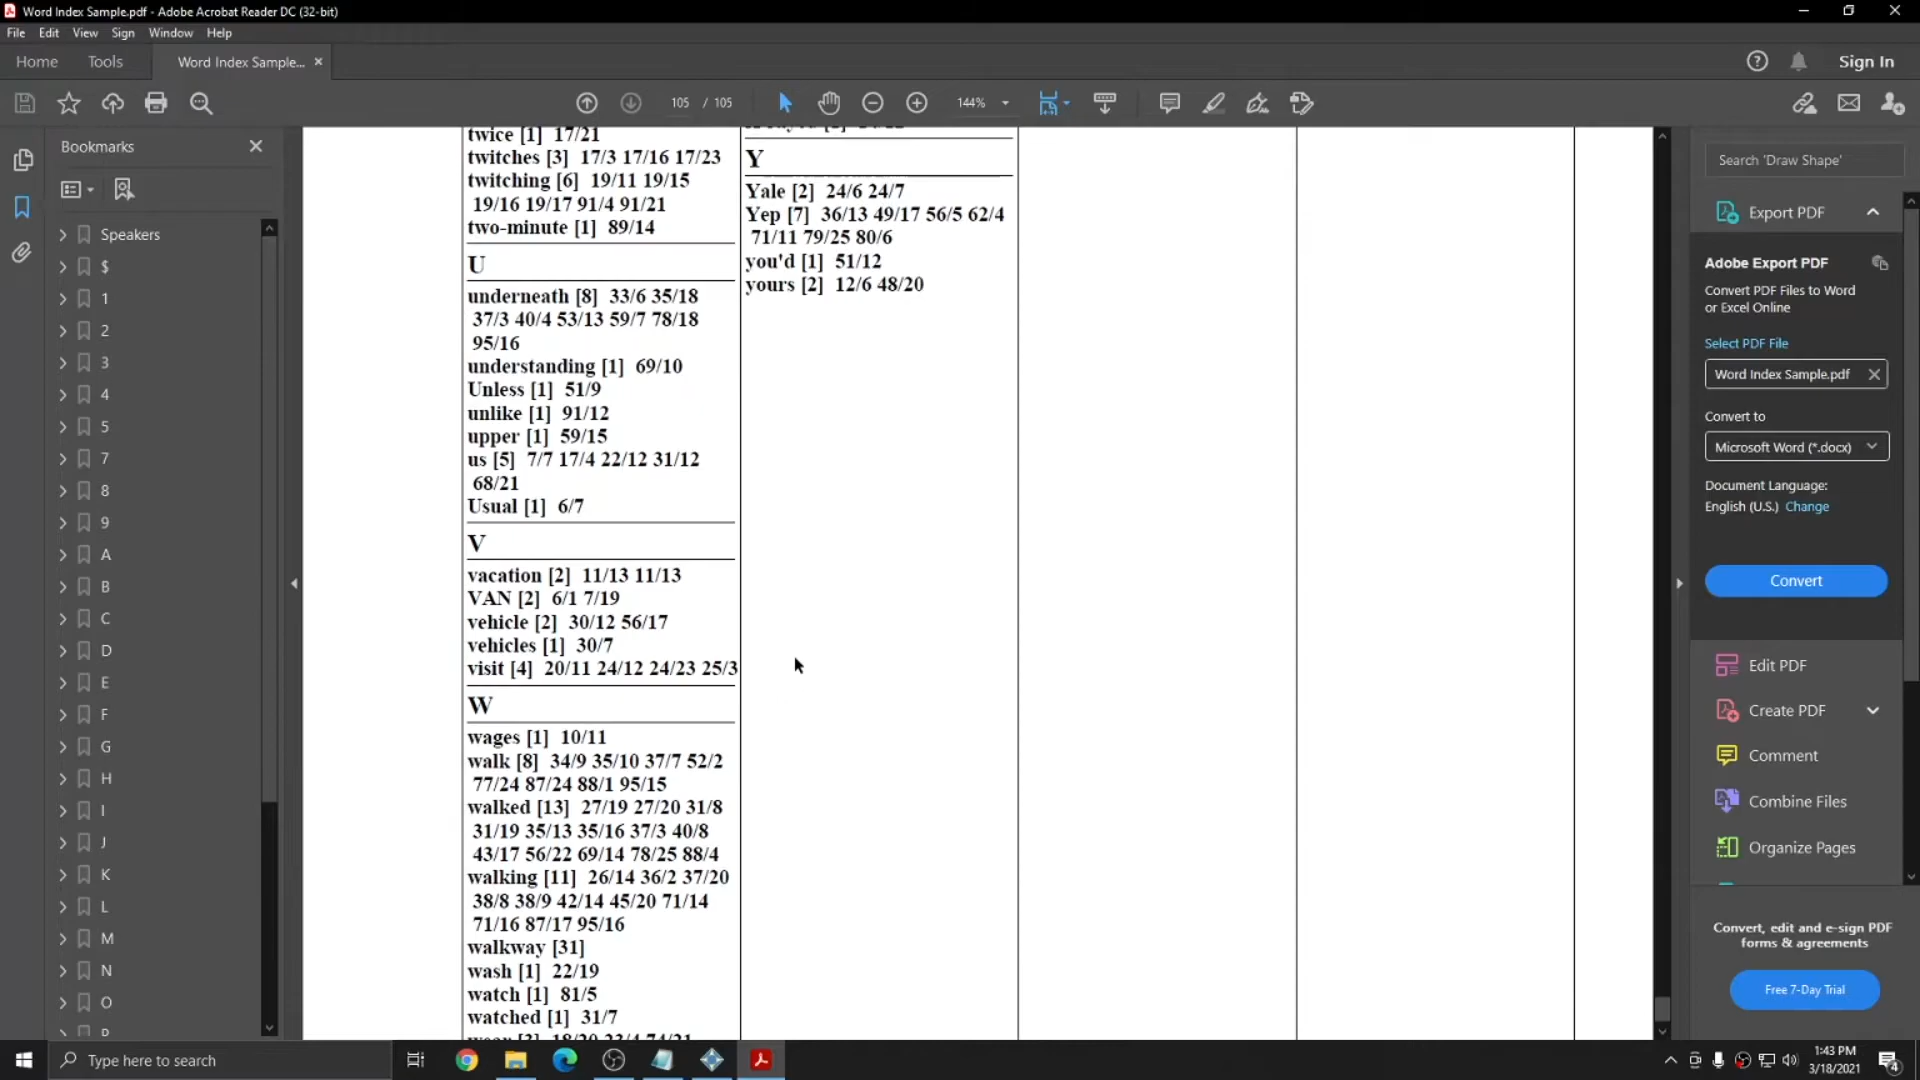 Word Index Sample.pdf - Adobe Acrobat Reader DC (32-bit)
File Edit View Sign Window Help
Home Tools Word Index Sample... × Sign In
105 / 105 144%
Bookmarks
Speakers
$
1
2
3
4
5
7
8
9
A
B
C
D
E
F
G
H
I
J
K
L
M
N
O
twice [1] 17/21
twitches [3] 17/3 17/16 17/23
twitching [6] 19/11 19/15
19/16 19/17 91/4 91/21
two-minute [1] 89/14
U
underneath [8] 33/6 35/18
37/3 40/4 53/13 59/7 78/18
95/16
understanding [1] 69/10
Unless [1] 51/9
unlike [1] 91/12
upper [1] 59/15
us [5] 7/7 17/4 22/12 31/12
68/21
Usual [1] 6/7
V
vacation [2] 11/13 11/13
VAN [2] 6/1 7/19
vehicle [2] 30/12 56/17
vehicles [1] 30/7
visit [4] 20/11 24/12 24/23 25/3
W
wages [1] 10/11
walk [8] 34/9 35/10 37/7 52/2
77/24 87/24 88/1 95/15
walked [13] 27/19 27/20 31/8
31/19 35/13 35/16 37/3 40/8
43/17 56/22 69/14 78/25 88/4
walking [11] 26/14 36/2 37/20
38/8 38/9 42/14 45/20 71/14
71/16 87/17 95/16
walkway [31]
wash [1] 22/19
watch [1] 81/5
watched [1] 31/7
Y
Yale [2] 24/6 24/7
Yep [7] 36/13 49/17 56/5 62/4
71/11 79/25 80/6
you'd [1] 51/12
yours [2] 12/6 48/20
Search 'Draw Shape'
Export PDF
Adobe Export PDF
Convert PDF Files to Word
or Excel Online
Select PDF File
Word Index Sample.pdf
Convert to
Microsoft Word (*.docx)
Document Language:
English (U.S.) Change
Convert
Edit PDF
Create PDF
Comment
Combine Files
Organize Pages
Convert, edit and e-sign PDF
forms & agreements
Free 7-Day Trial
Type here to search
1:43 PM
3/18/2021
4